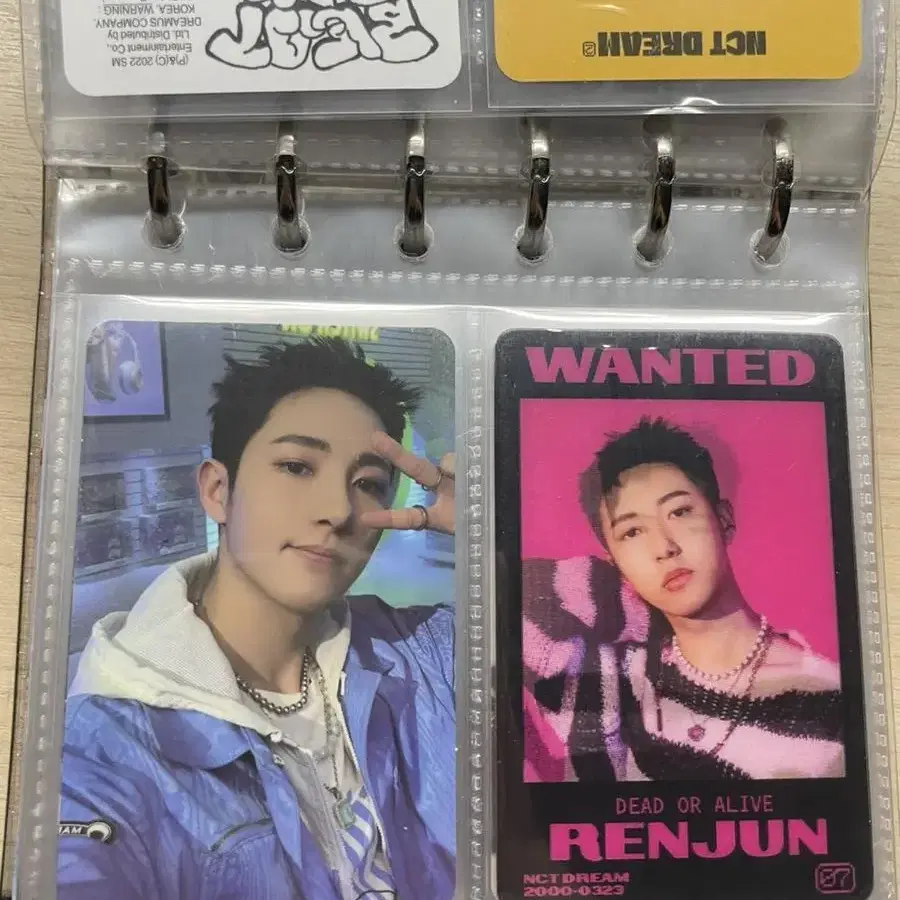 (P)&(C) 2022 SM
Entertainment Co.,
Ltd. Distributed by
DREAMUS COMPANY.
KOREA. WARNING:
NCT DREAM
WANTED
DEAD OR ALIVE
RENJUN
NCT DREAM
2000-0323
07